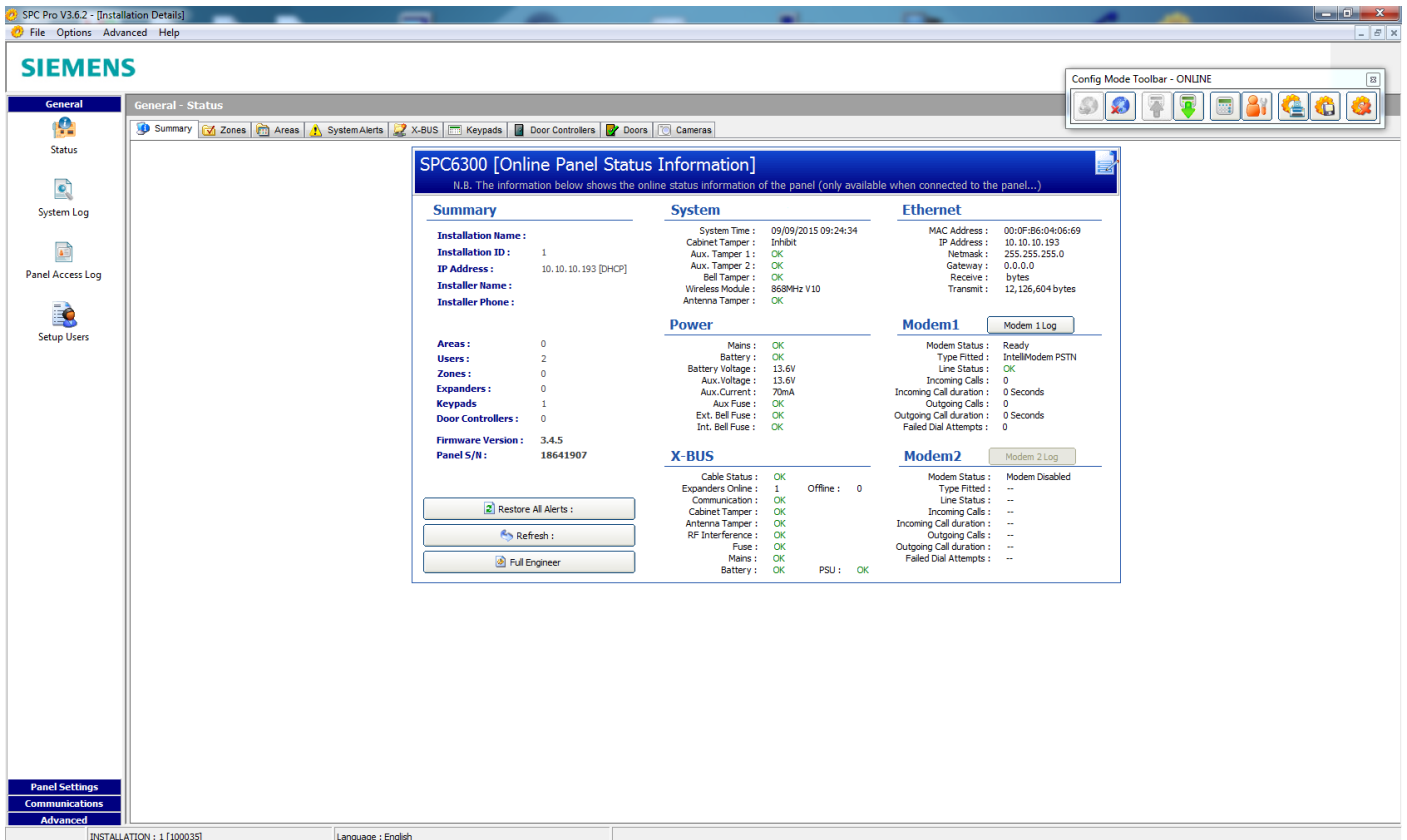 SPC Pro V3.6.2 - [Installation Details]
File Options Advanced Help
SIEMENS
Config Mode Toolbar - ONLINE
General
Status
System Log
Panel Access Log
Setup Users
Panel Settings
Communications
Advanced
General - Status
Summary Zones Areas System Alerts X-BUS Keypads Door Controllers Doors Cameras
SPC6300 [Online Panel Status Information]
N.B. The information below shows the online status information of the panel (only available when connected to the panel...)
Summary
Installation Name :
Installation ID : 1
IP Address : 10.10.10.193 [DHCP]
Installer Name :
Installer Phone :
Areas : 0
Users : 2
Zones : 0
Expanders : 0
Keypads 1
Door Controllers : 0
Firmware Version : 3.4.5
Panel S/N : 18641907
Restore All Alerts :
Refresh :
Full Engineer
System
System Time : 09/09/2015 09:24:34
Cabinet Tamper : Inhibit
Aux. Tamper 1 : OK
Aux. Tamper 2 : OK
Bell Tamper : OK
Wireless Module : 868MHz V10
Antenna Tamper : OK
Power
Mains : OK
Battery : OK
Battery Voltage : 13.6V
Aux.Voltage : 13.6V
Aux.Current : 70mA
Aux Fuse : OK
Ext. Bell Fuse : OK
Int. Bell Fuse : OK
X-BUS
Cable Status : OK
Expanders Online : 1 Offline : 0
Communication : OK
Cabinet Tamper : OK
Antenna Tamper : OK
RF Interference : OK
Fuse : OK
Mains : OK
Battery : OK PSU : OK
Ethernet
MAC Address : 00:0F:B6:04:06:69
IP Address : 10.10.10.193
Netmask : 255.255.255.0
Gateway : 0.0.0.0
Receive : bytes
Transmit : 12,126,604 bytes
Modem1 Modem 1 Log
Modem Status : Ready
Type Fitted : IntelliModem PSTN
Line Status : OK
Incoming Calls : 0
Incoming Call duration : 0 Seconds
Outgoing Calls : 0
Outgoing Call duration : 0 Seconds
Failed Dial Attempts : 0
Modem2 Modem 2 Log
Modem Status : Modem Disabled
Type Fitted : --
Line Status : --
Incoming Calls : --
Incoming Call duration : --
Outgoing Calls : --
Outgoing Call duration : --
Failed Dial Attempts : --
INSTALLATION : 1 [100035] Language : English